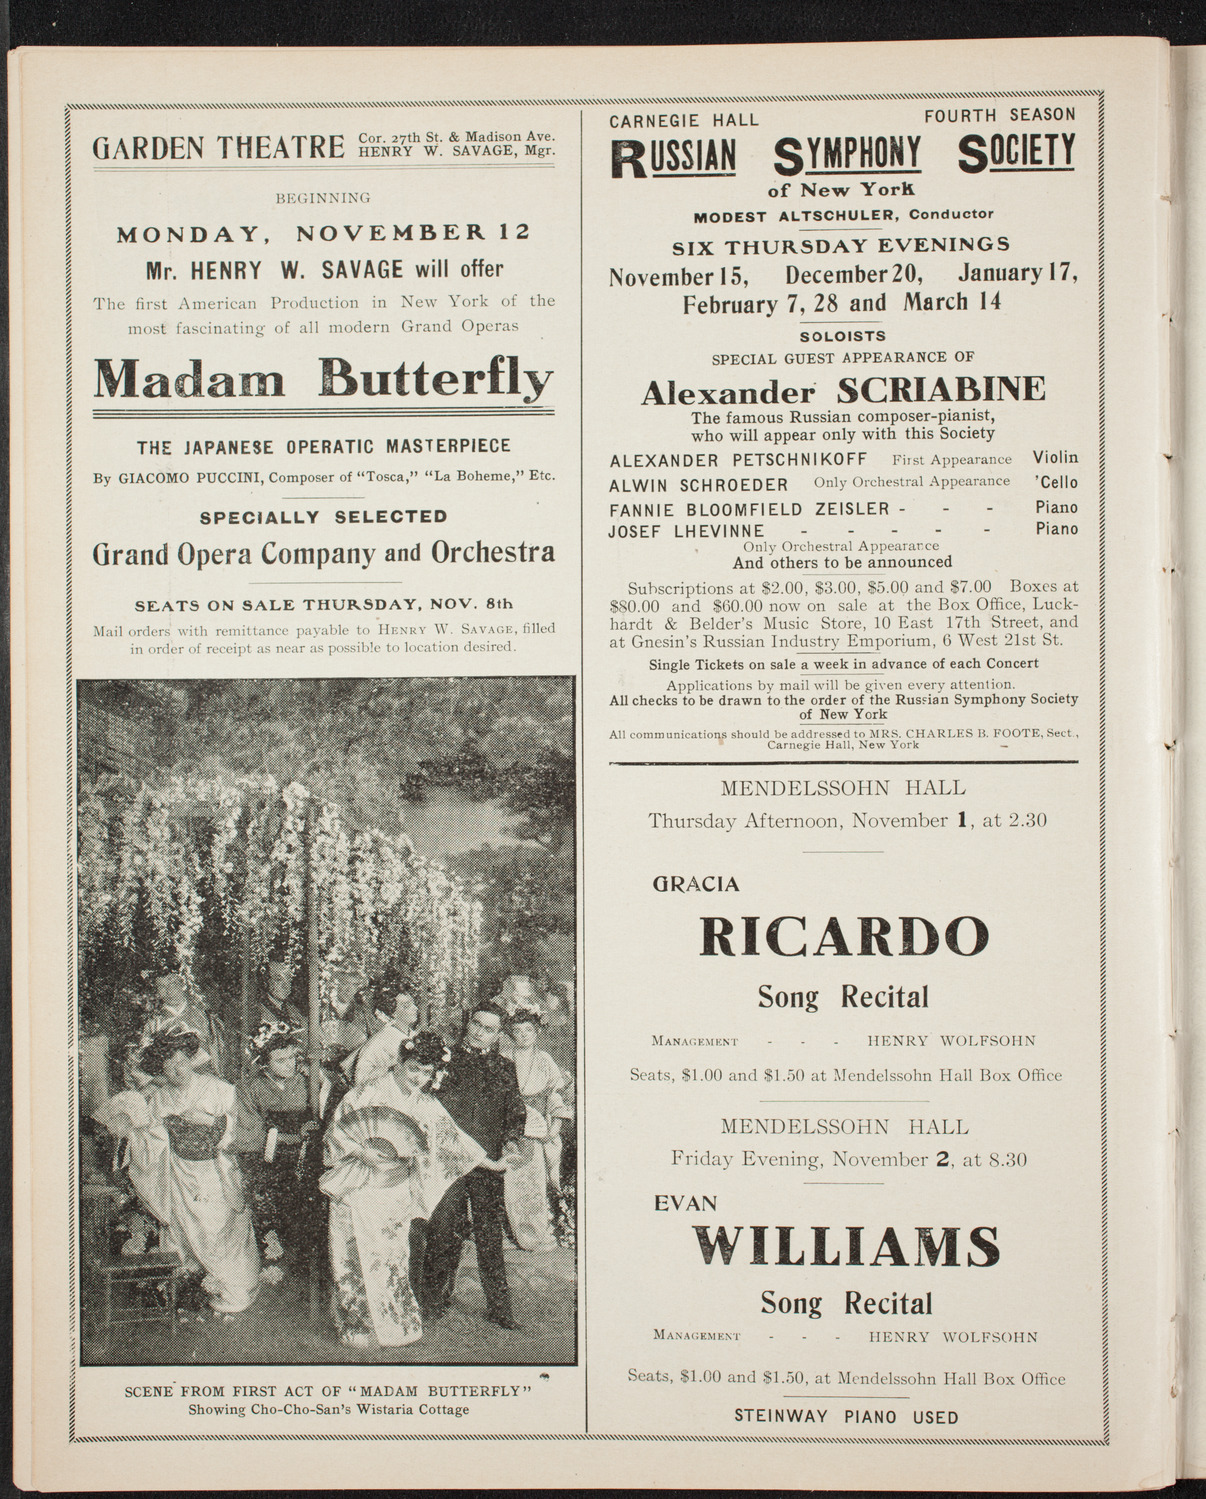 GARDEN THEATRE Cor. 27th St. & Madison Ave.
HENRY W. SAVAGE, Mgr.
BEGINNING
MONDAY, NOVEMBER 12
Mr. HENRY W. SAVAGE will offer
The first American Production in New York of the
most fascinating of all modern Grand Operas
Madam Butterfly
THE JAPANESE OPERATIC MASTERPIECE
By GIACOMO PUCCINI, Composer of "Tosca," "La Boheme," Etc.
SPECIALLY SELECTED
Grand Opera Company and Orchestra
SEATS ON SALE THURSDAY, NOV. 8th
Mail orders with remittance payable to HENRY W. SAVAGE, filled
in order of receipt as near as possible to location desired.
SCENE FROM FIRST ACT OF "MADAM BUTTERFLY"
Showing Cho-Cho-San's Wistaria Cottage
CARNEGIE HALL FOURTH SEASON
RUSSIAN SYMPHONY SOCIETY
of New York
MODEST ALTSCHULER, Conductor
SIX THURSDAY EVENINGS
November 15, December 20, January 17,
February 7, 28 and March 14
SOLOISTS
SPECIAL GUEST APPEARANCE OF
Alexander SCRIABINE
The famous Russian composer-pianist,
who will appear only with this Society
ALEXANDER PETSCHNIKOFF First Appearance Violin
ALWIN SCHROEDER Only Orchestral Appearance 'Cello
FANNIE BLOOMFIELD ZEISLER - - - Piano
JOSEF LHEVINNE - - - - - Piano
Only Orchestral Appearance
And others to be announced
Subscriptions at $2.00, $3.00, $5.00 and $7.00 Boxes at
$80.00 and $60.00 now on sale at the Box Office, Luck-
hardt & Belder's Music Store, 10 East 17th Street, and
at Gnesin's Russian Industry Emporium, 6 West 21st St.
Single Tickets on sale a week in advance of each Concert
Applications by mail will be given every attention.
All checks to be drawn to the order of the Russian Symphony Society
of New York
All communications should be addressed to MRS. CHARLES B. FOOTE, Sect.,
Carnegie Hall, New York
MENDELSSOHN HALL
Thursday Afternoon, November 1, at 2.30
GRACIA
RICARDO
Song Recital
MANAGEMENT - - - HENRY WOLFSOHN
Seats, $1.00 and $1.50 at Mendelssohn Hall Box Office
MENDELSSOHN HALL
Friday Evening, November 2, at 8.30
EVAN
WILLIAMS
Song Recital
MANAGEMENT - - - HENRY WOLFSOHN
Seats, $1.00 and $1.50, at Mendelssohn Hall Box Office
STEINWAY PIANO USED